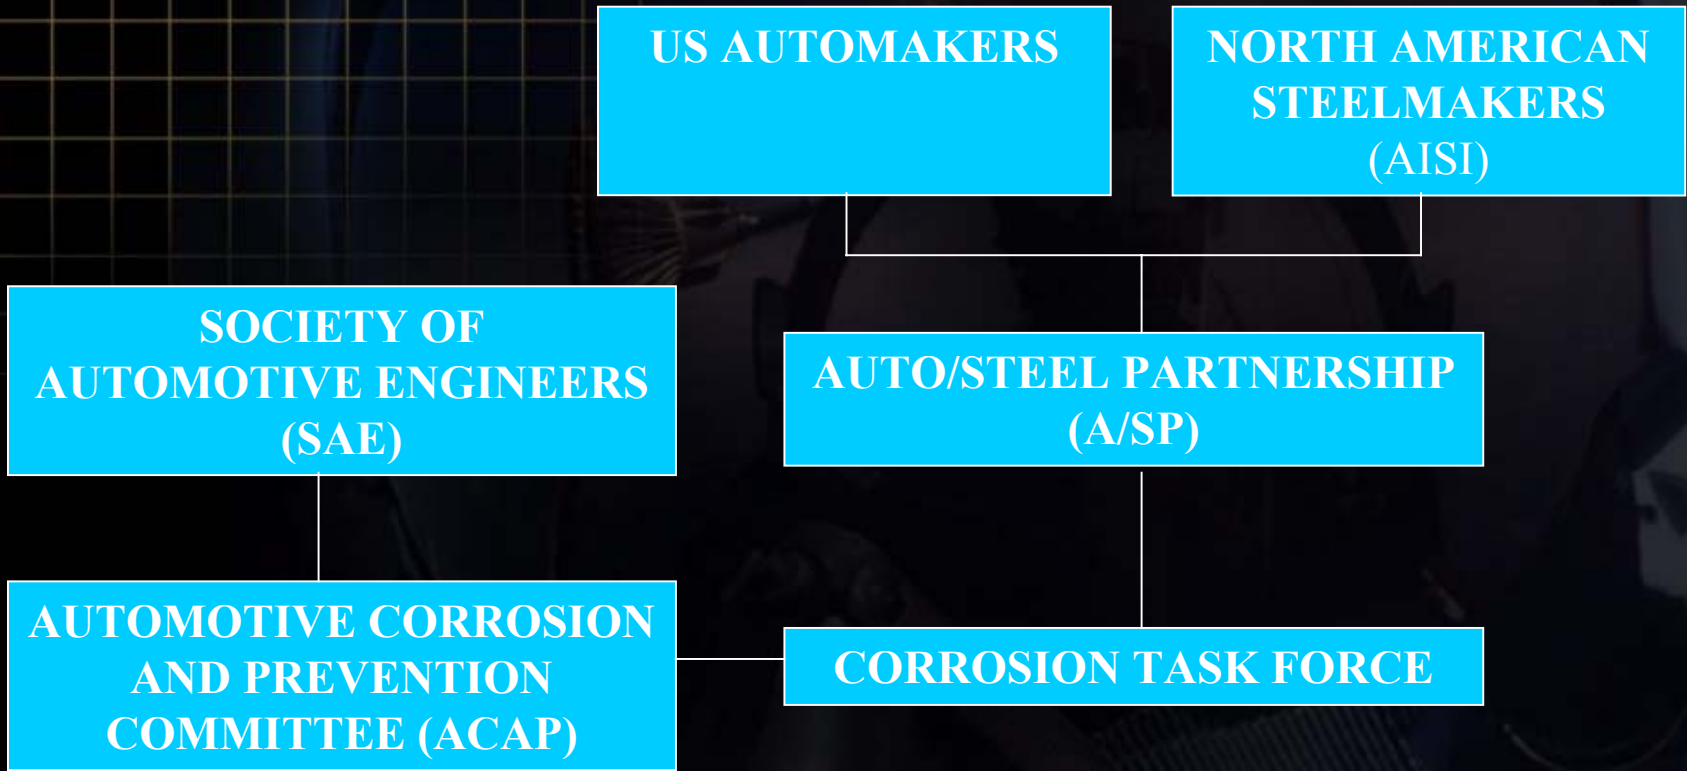 US AUTOMAKERS
NORTH AMERICAN
STEELMAKERS
(AISI)
SOCIETY OF
AUTOMOTIVE ENGINEERS
(SAE)
AUTO/STEEL PARTNERSHIP
(A/SP)
AUTOMOTIVE CORROSION
AND PREVENTION
COMMITTEE (ACAP)
CORROSION TASK FORCE